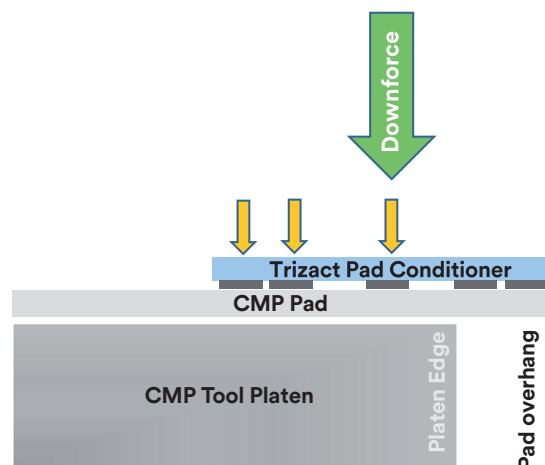 Downforce
Trizact Pad Conditioner
CMP Pad
CMP Tool Platen
Platen Edge
Pad overhang